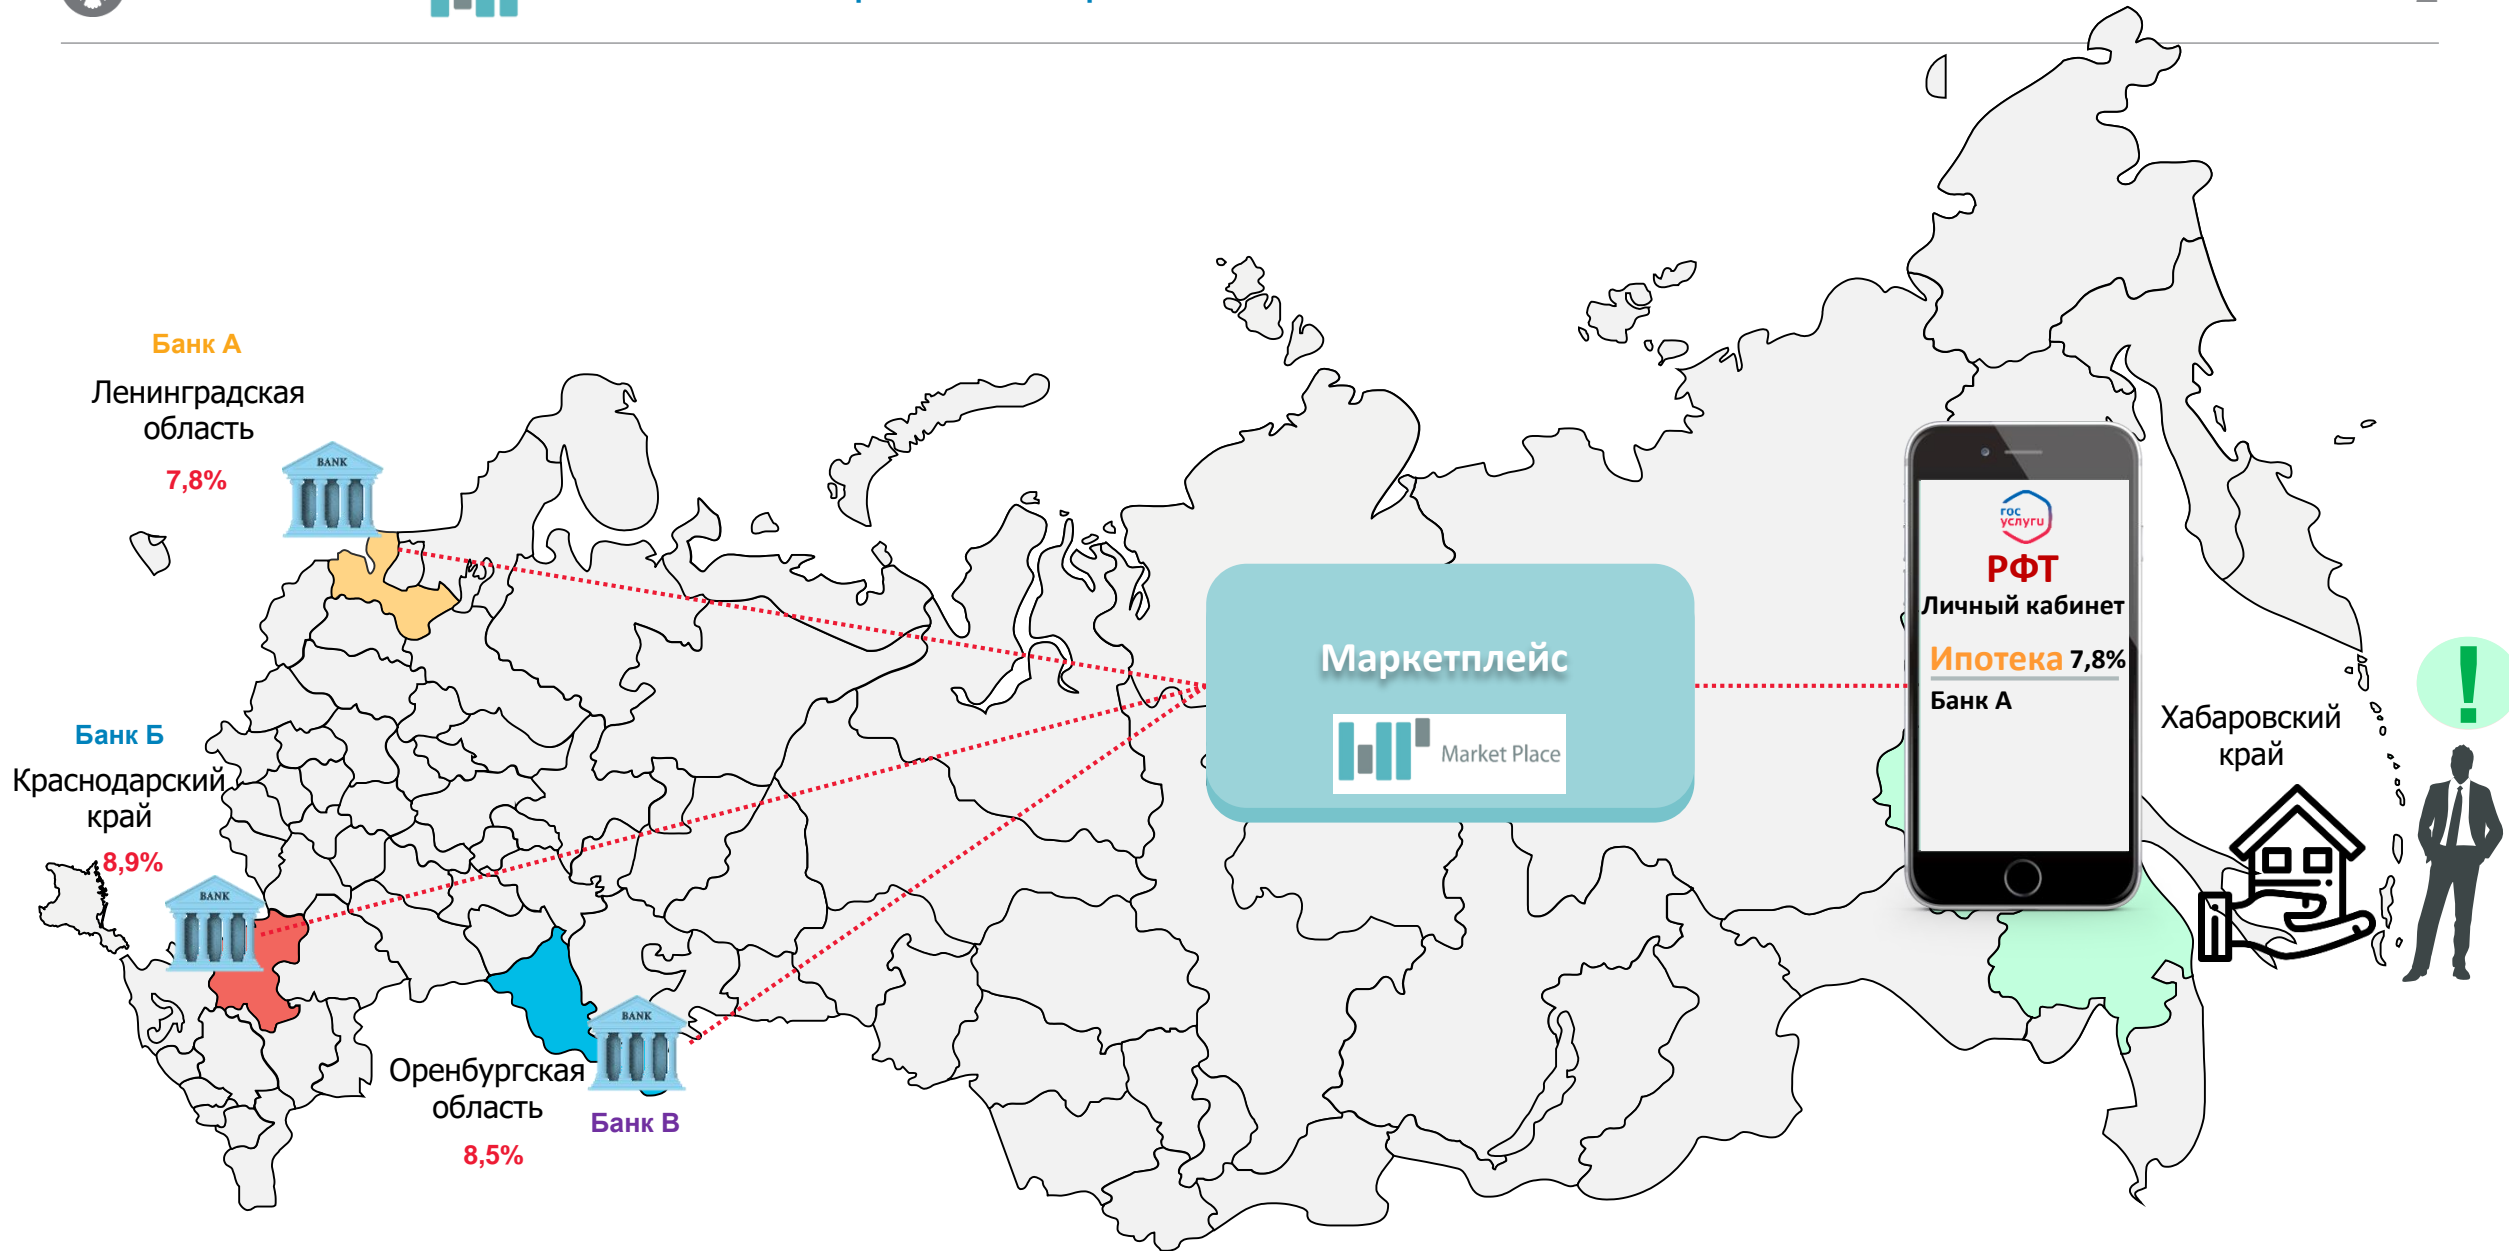 Банк А
Ленинградская
область
7,8%
BANK
Банк Б
Краснодарский
край
8,9%
BANK
Оренбургская
область
8,5%
BANK
Банк В
Маркетплейс
Market Place
гос
услуги
РФТ
Личный кабинет
Ипотека 7,8%
Банк А
Хабаровский
край
!